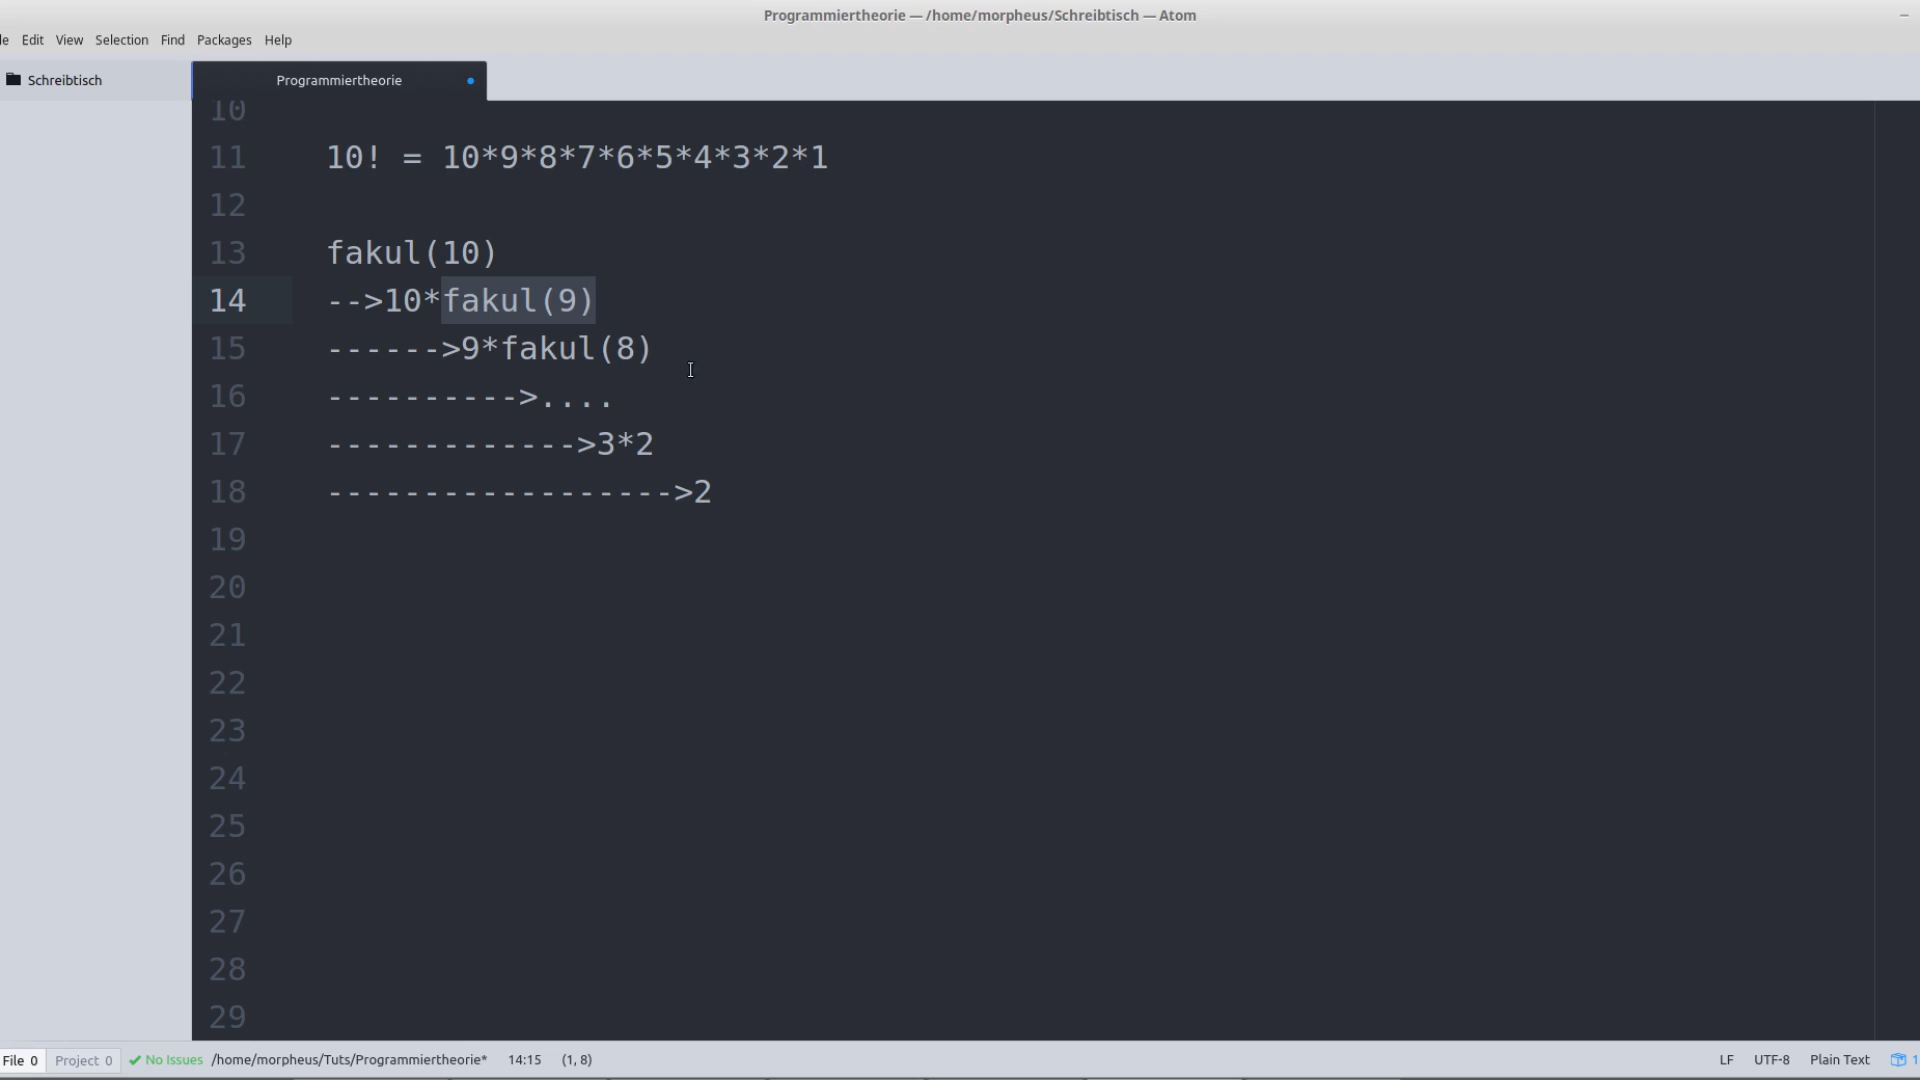 Programmiertheorie — /home/morpheus/Schreibtisch — Atom
le Edit View Selection Find Packages Help
Schreibtisch
Programmiertheorie
10
11 10! = 10*9*8*7*6*5*4*3*2*1
12
13 fakul(10)
14 -->10*fakul(9)
15 ------>9*fakul(8)
16 ---------->....
17 ------------->3*2
18 ------------------>2
19
20
21
22
23
24
25
26
27
28
29
File 0 Project 0 No Issues /home/morpheus/Tuts/Programmiertheorie* 14:15 (1, 8) LF UTF-8 Plain Text 1